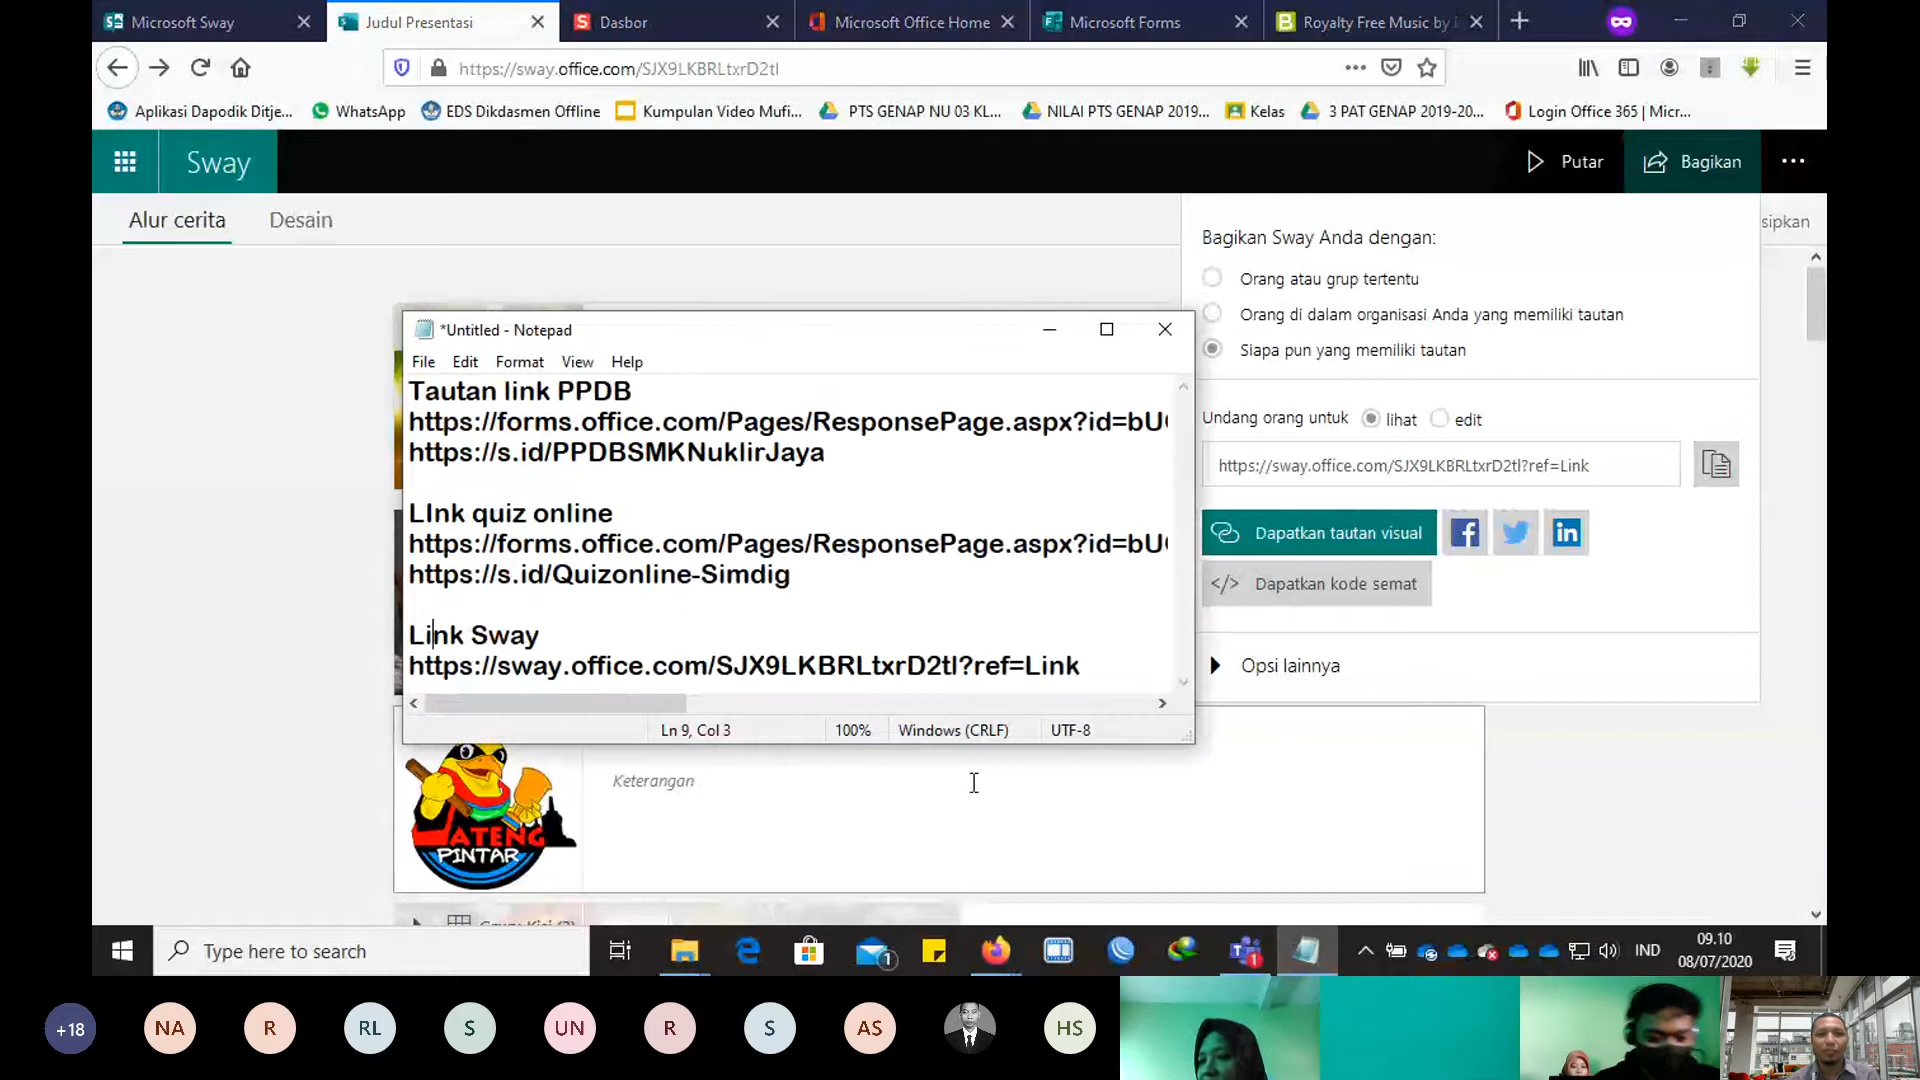 Microsoft Sway
Judul Presentasi
Dasbor
Microsoft Office Home
Microsoft Forms
Royalty Free Music by
https://sway.office.com/SJX9LKBRLtxrD2tl
Aplikasi Dapodik Ditje...
WhatsApp
EDS Dikdasmen Offline
Kumpulan Video Mufi...
PTS GENAP NU 03 KL...
NILAI PTS GENAP 2019...
Kelas
3 PAT GENAP 2019-20...
Login Office 365 | Micr...
Sway
Putar
Bagikan
Alur cerita
Desain
sipkan
Bagikan Sway Anda dengan:
Orang atau grup tertentu
Orang di dalam organisasi Anda yang memiliki tautan
Siapa pun yang memiliki tautan
Undang orang untuk
lihat
edit
https://sway.office.com/SJX9LKBRLtxrD2tl?ref=Link
Dapatkan tautan visual
</> Dapatkan kode semat
Opsi lainnya
*Untitled - Notepad
File Edit Format View Help
Tautan link PPDB
https://forms.office.com/Pages/ResponsePage.aspx?id=bU
https://s.id/PPDBSMKNuklirJaya
LInk quiz online
https://forms.office.com/Pages/ResponsePage.aspx?id=bU
https://s.id/Quizonline-Simdig
Link Sway
https://sway.office.com/SJX9LKBRLtxrD2tl?ref=Link
Ln 9, Col 3
100%
Windows (CRLF)
UTF-8
JATENG
PINTAR
Keterangan
Type here to search
1
1
IND
09.10
08/07/2020
+18
NA
R
RL
S
UN
R
S
AS
HS